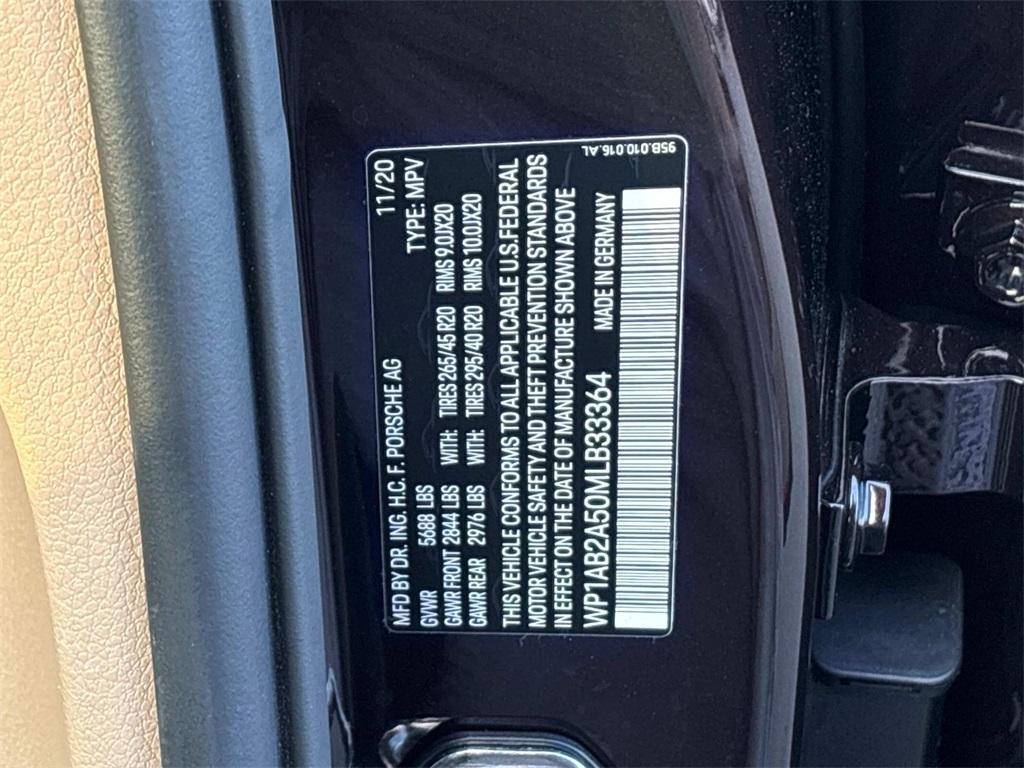 MFD BY DR. ING. H.C. F. PORSCHE AG 11/20
GVWR 5688 LBS TYPE: MPV
GAWR FRONT 2844 LBS WITH: TIRES 265/45 R20 RIMS 9.0JX20
GAWR REAR 2976 LBS WITH: TIRES 295/40 R20 RIMS 10.0JX20
THIS VEHICLE CONFORMS TO ALL APPLICABLE U.S. FEDERAL
MOTOR VEHICLE SAFETY AND THEFT PREVENTION STANDARDS
IN EFFECT ON THE DATE OF MANUFACTURE SHOWN ABOVE
WP1AB2A50MLB33364 MADE IN GERMANY
95B.010.016.AL